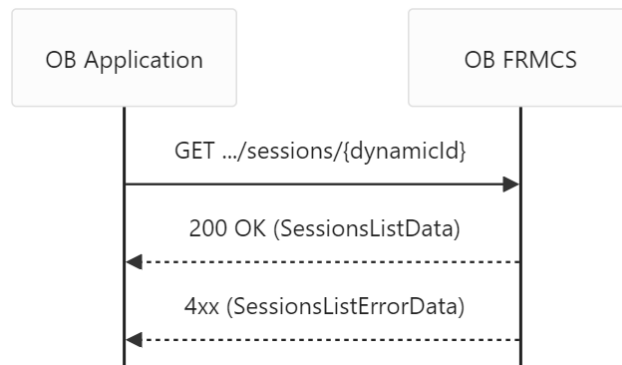 OB Application
OB FRMCS
GET .../sessions/{dynamicId}
200 OK (SessionsListData)
4xx (SessionsListErrorData)